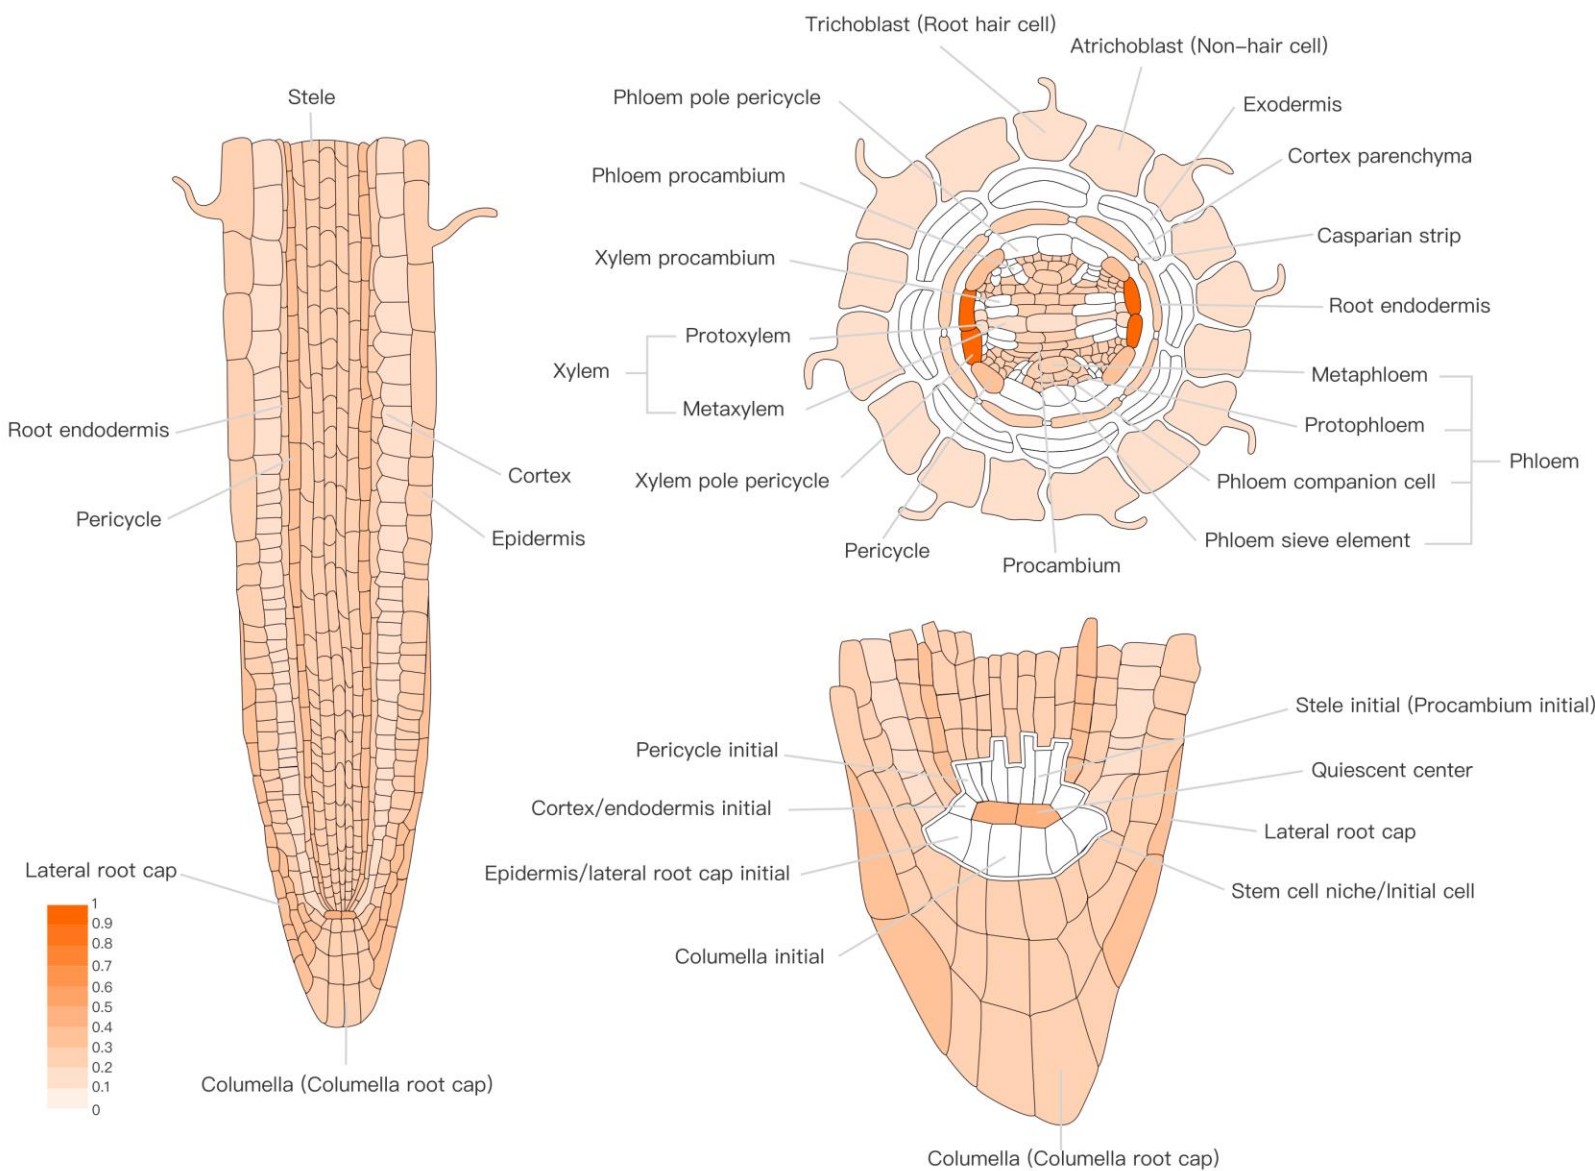 Stele
Root endodermis
Pericycle
Cortex
Epidermis
Lateral root cap
Columella (Columella root cap)
1
0.9
0.8
0.7
0.6
0.5
0.4
0.3
0.2
0.1
0
Trichoblast (Root hair cell)
Atrichoblast (Non-hair cell)
Phloem pole pericycle
Exodermis
Phloem procambium
Cortex parenchyma
Xylem procambium
Casparian strip
Root endodermis
Xylem
Protoxylem
Metaxylem
Metaphloem
Protophloem
Phloem
Xylem pole pericycle
Phloem companion cell
Pericycle
Procambium
Phloem sieve element
Stele initial (Procambium initial)
Pericycle initial
Quiescent center
Cortex/endodermis initial
Lateral root cap
Epidermis/lateral root cap initial
Stem cell niche/Initial cell
Columella initial
Columella (Columella root cap)